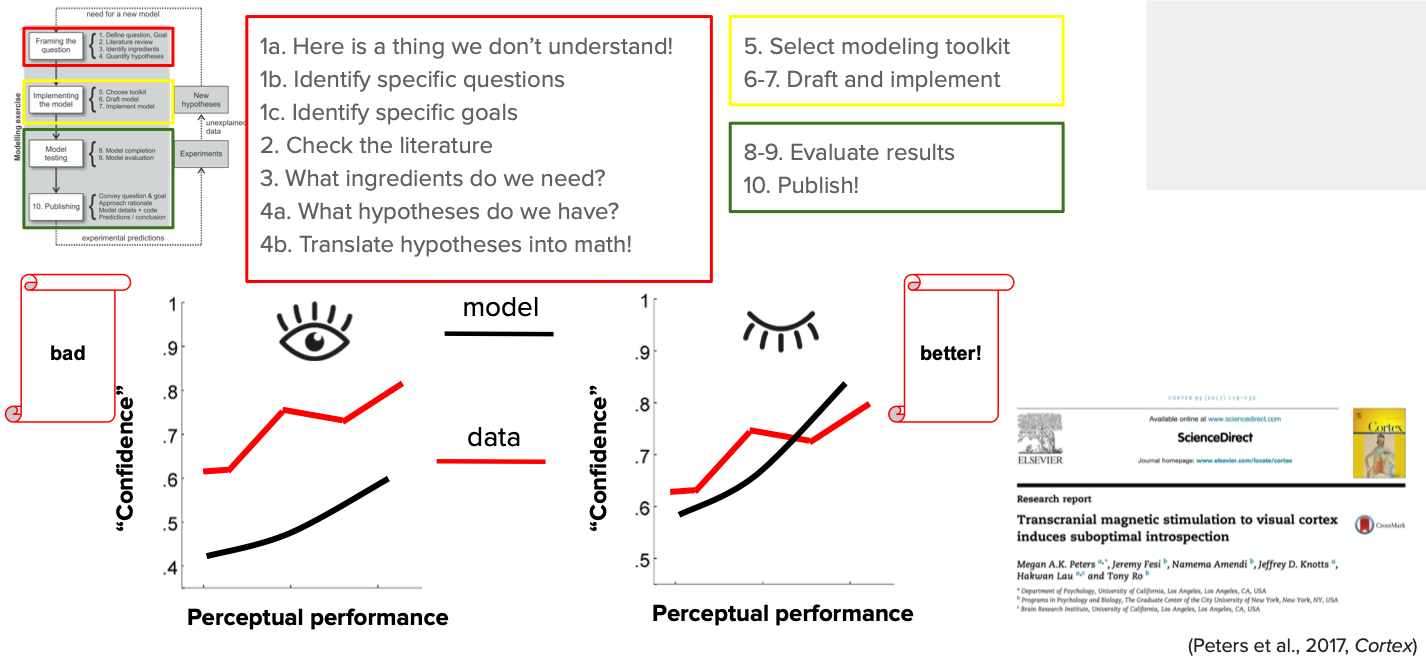 need for a new model
Framing the
question
1. Define question, Goal
2. Literature review
3. Identify ingredients
4. Quantify hypotheses
Implementing
the model
5. Choose toolkit
6. Draft model
7. Implement model
New
hypotheses
unexplained
data
Modelling exercise
Model
testing
8. Model completion
9. Model evaluation
Experiments
10. Publishing
Convey question & goal
Approach rationale
Model details + code
Predictions / conclusion
experimental predictions
1a. Here is a thing we don’t understand!
1b. Identify specific questions
1c. Identify specific goals
2. Check the literature
3. What ingredients do we need?
4a. What hypotheses do we have?
4b. Translate hypotheses into math!
5. Select modeling toolkit
6-7. Draft and implement
8-9. Evaluate results
10. Publish!
bad
“Confidence”
1
.9
.8
.7
.6
.5
.4
Perceptual performance
model
data
“Confidence”
1
.9
.8
.7
.6
.5
Perceptual performance
better!
CORTEX 93 (2017) 119–132
Available online at www.sciencedirect.com
ScienceDirect
Journal homepage: www.elsevier.com/locate/cortex
ELSEVIER
Cortex
Research report
Transcranial magnetic stimulation to visual cortex
induces suboptimal introspection
CrossMark
Megan A.K. Peters a,*, Jeremy Fesi b, Namema Amendi b, Jeffrey D. Knotts a,
Hakwan Lau a,c and Tony Ro b
a Department of Psychology, University of California, Los Angeles, Los Angeles, CA, USA
b Programs in Psychology and Biology, The Graduate Center of the City University of New York, New York, NY, USA
c Brain Research Institute, University of California, Los Angeles, Los Angeles, CA, USA
(Peters et al., 2017, Cortex)